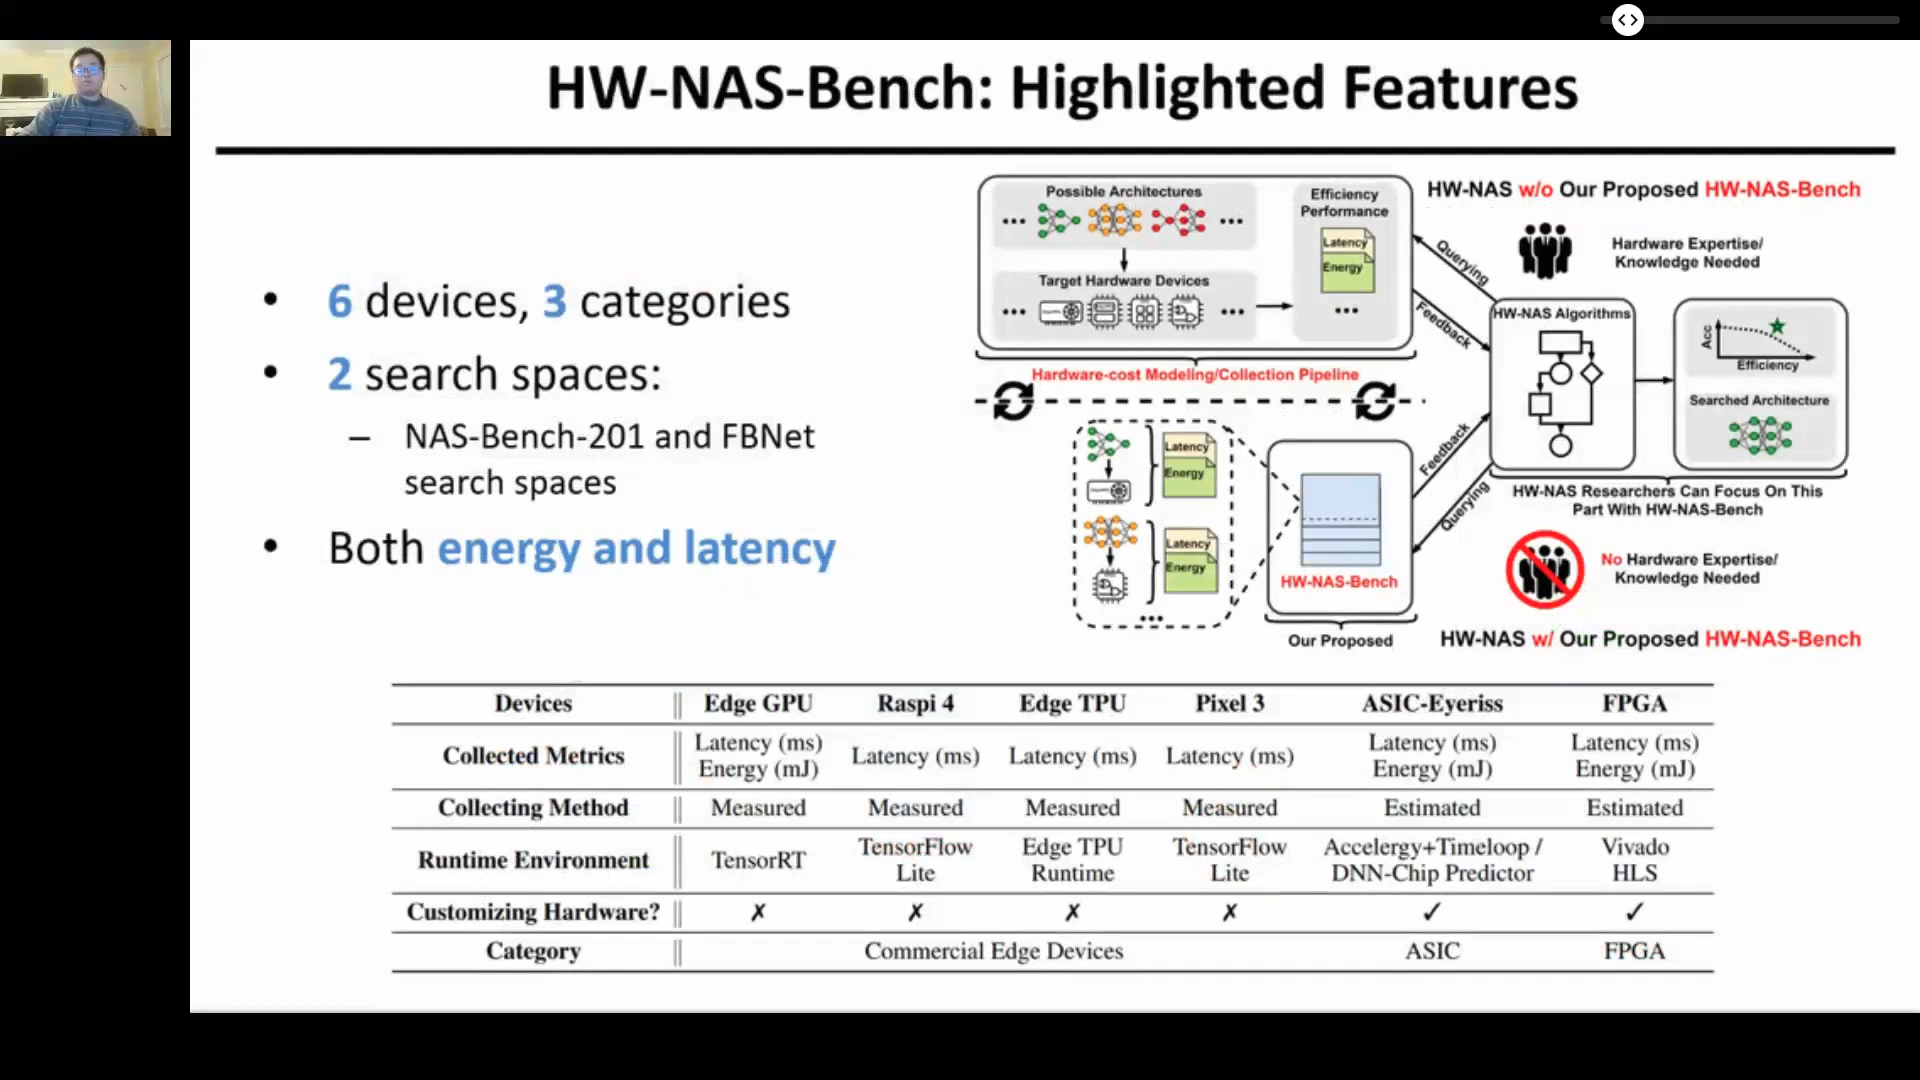 HW-NAS-Bench: Highlighted Features
• 6 devices, 3 categories
• 2 search spaces:
– NAS-Bench-201 and FBNet
search spaces
• Both energy and latency
Possible Architectures
Target Hardware Devices
Efficiency
Performance
Latency
Energy
Hardware-cost Modeling/Collection Pipeline
HW-NAS w/o Our Proposed HW-NAS-Bench
Hardware Expertise/
Knowledge Needed
Querying
Feedback
HW-NAS Algorithms
Acc
Efficiency
Searched Architecture
HW-NAS Researchers Can Focus On This
Part With HW-NAS-Bench
Latency
Energy
Latency
Energy
HW-NAS-Bench
Our Proposed
Feedback
Querying
No Hardware Expertise/
Knowledge Needed
HW-NAS w/ Our Proposed HW-NAS-Bench
Devices Edge GPU Raspi 4 Edge TPU Pixel 3 ASIC-Eyeriss FPGA
Collected Metrics Latency (ms) Energy (mJ) Latency (ms) Latency (ms) Latency (ms) Latency (ms) Energy (mJ) Latency (ms) Energy (mJ)
Collecting Method Measured Measured Measured Measured Estimated Estimated
Runtime Environment TensorRT TensorFlow Lite Edge TPU Runtime TensorFlow Lite Accelergy+Timeloop / DNN-Chip Predictor Vivado HLS
Customizing Hardware? ✗ ✗ ✗ ✗ ✓ ✓
Category Commercial Edge Devices ASIC FPGA